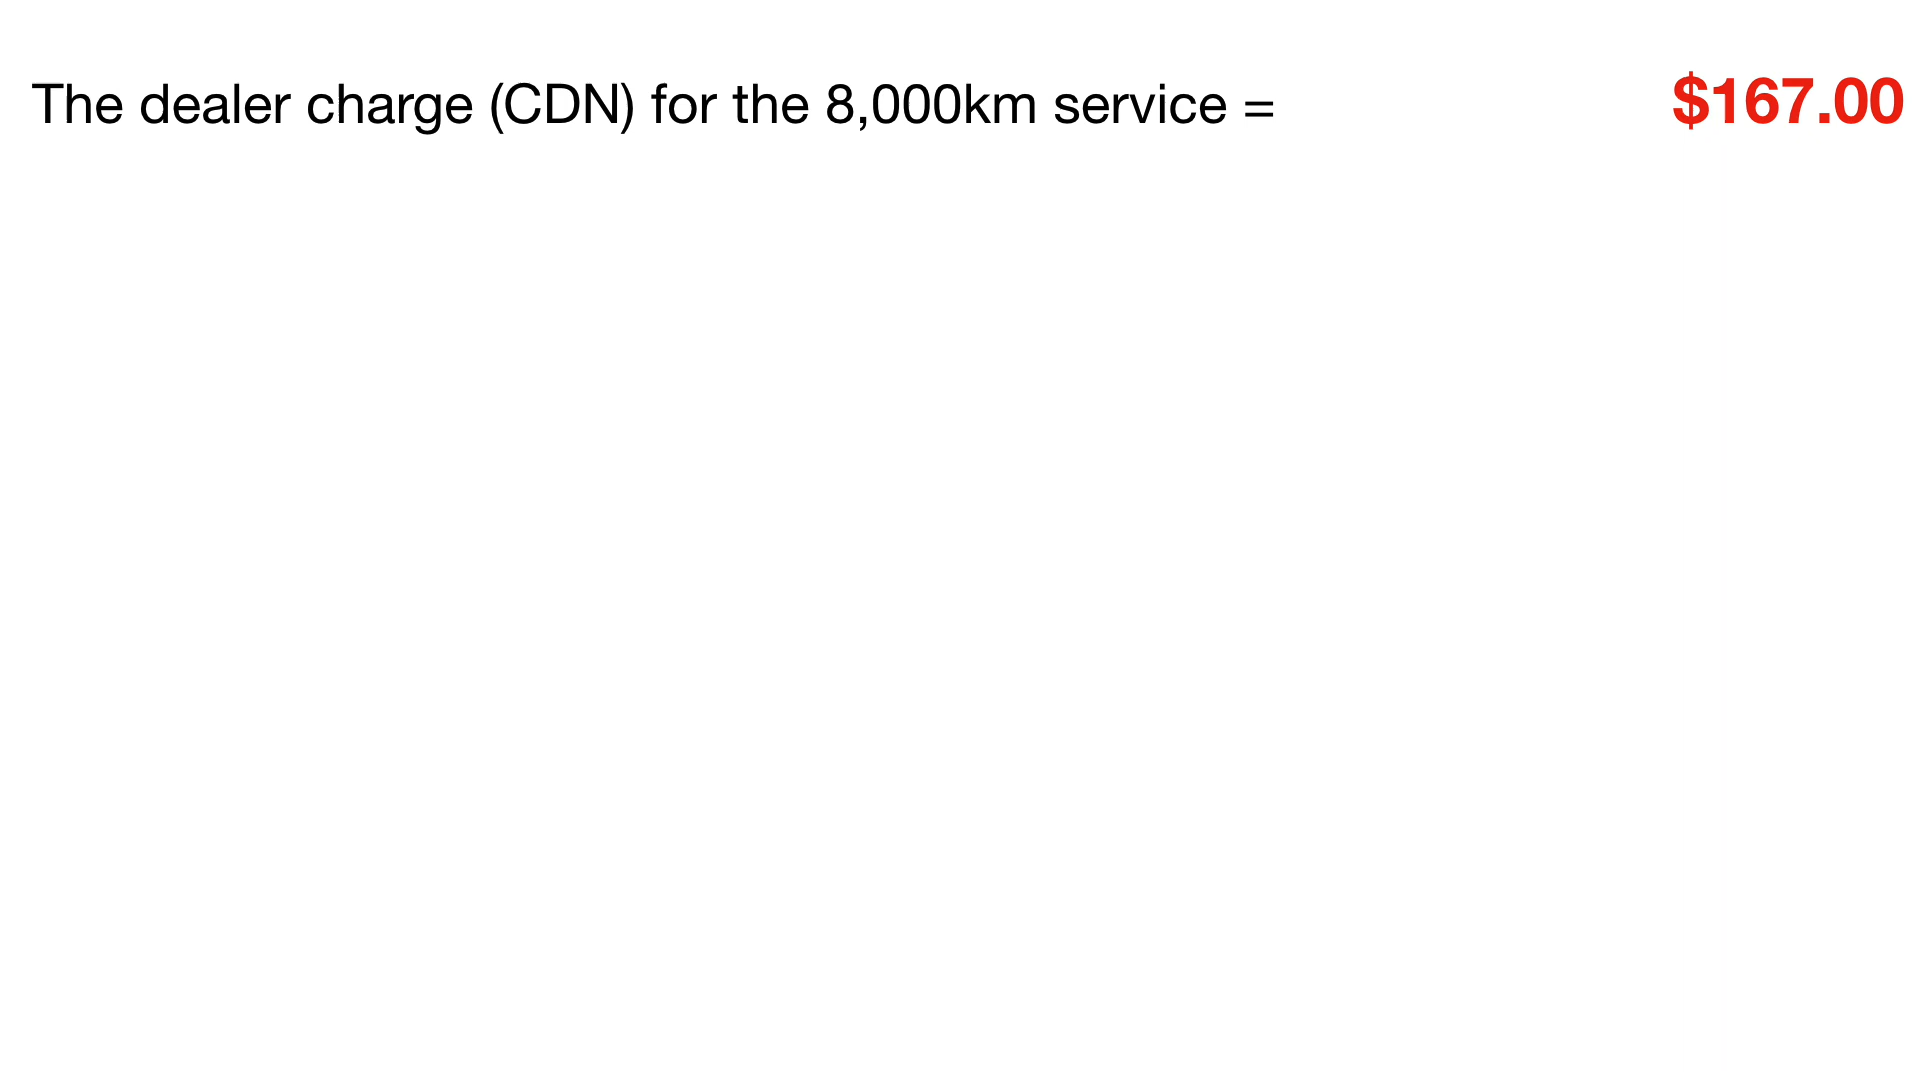 The dealer charge (CDN) for the 8,000km service = $167.00